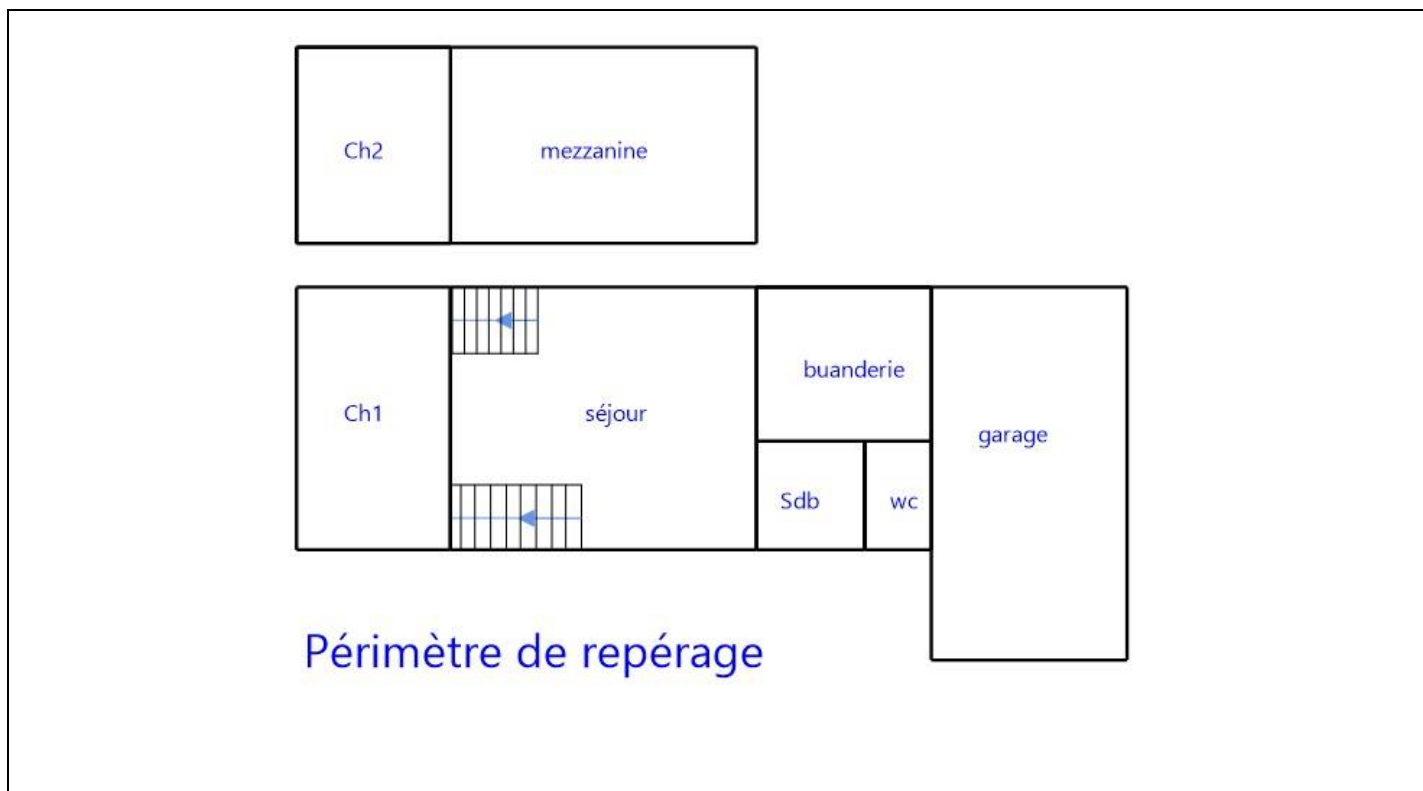 Ch2
mezzanine
buanderie
Ch1
séjour
garage
Sdb
wc
Périmètre de repérage